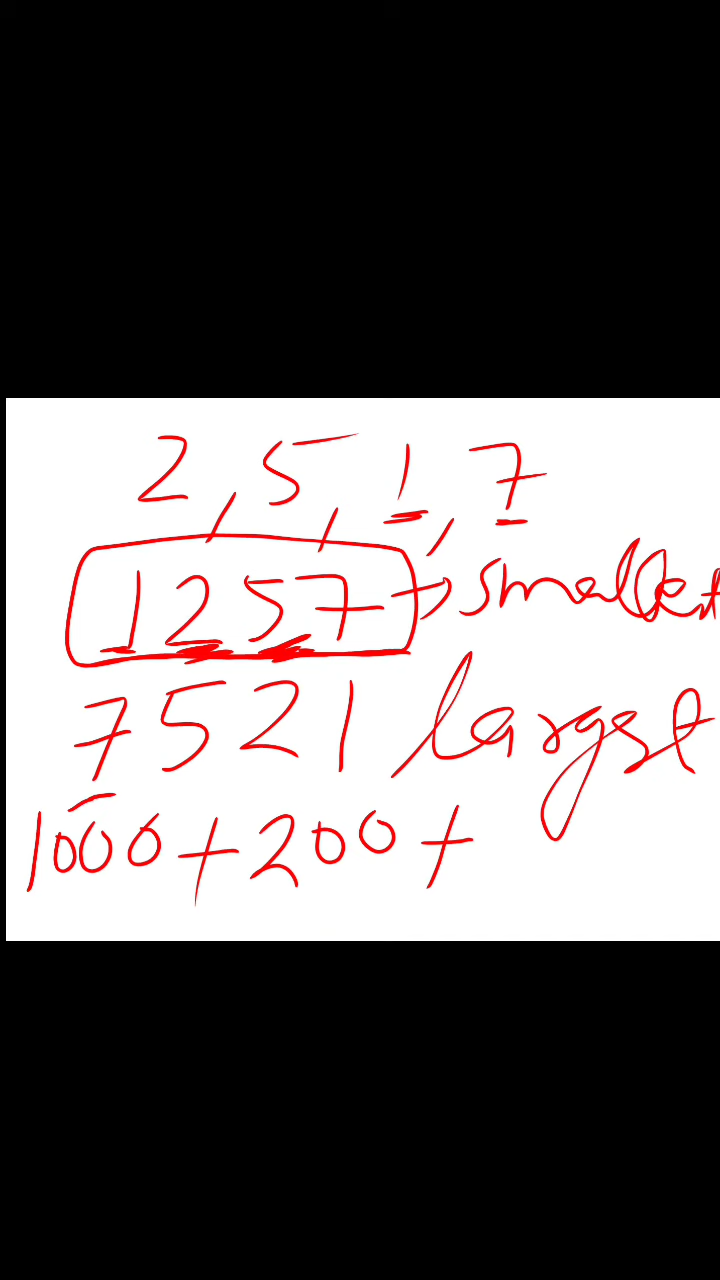 2, 5, 1, 7
1257 → smallest
7521 largest
1000 + 200 +